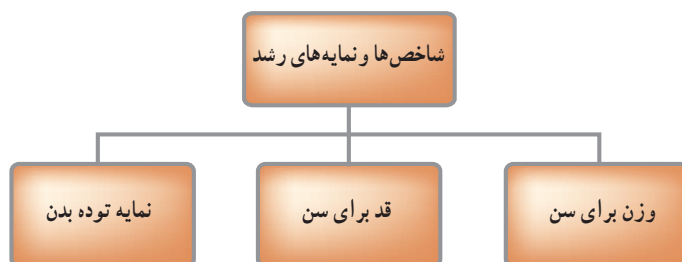 شاخص‌ها و نمایه‌های رشد
وزن برای سن
قد برای سن
نمایه توده بدن